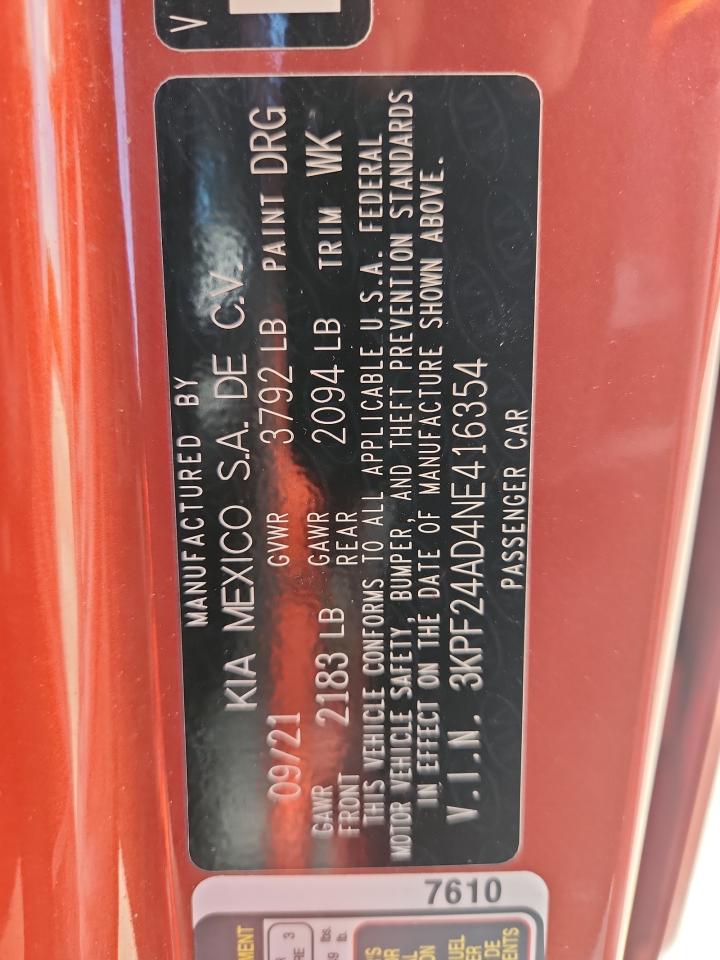 V
MANUFACTURED BY
KIA MEXICO S.A. DE C.V.
09/21 GVWR 3792 LB PAINT DRG
GAWR FRONT 2183 LB GAWR REAR 2094 LB TRIM WK
THIS VEHICLE CONFORMS TO ALL APPLICABLE U.S.A. FEDERAL
MOTOR VEHICLE SAFETY, BUMPER, AND THEFT PREVENTION STANDARDS
IN EFFECT ON THE DATE OF MANUFACTURE SHOWN ABOVE.
V.I.N. 3KPF24AD4NE416354
PASSENGER CAR
7610